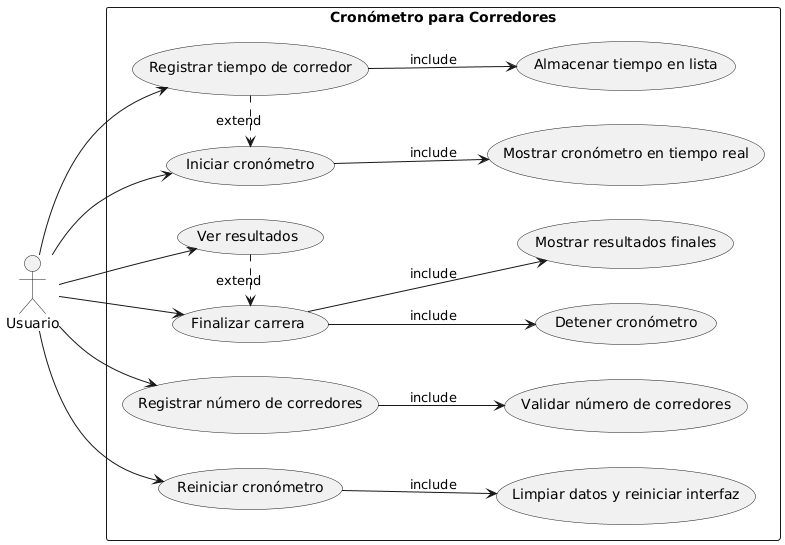 Cronómetro para Corredores
Registrar tiempo de corredor
include
Almacenar tiempo en lista
extend
Iniciar cronómetro
include
Mostrar cronómetro en tiempo real
Ver resultados
Mostrar resultados finales
extend
include
Finalizar carrera
include
Detener cronómetro
Usuario
Registrar número de corredores
include
Validar número de corredores
Reiniciar cronómetro
include
Limpiar datos y reiniciar interfaz